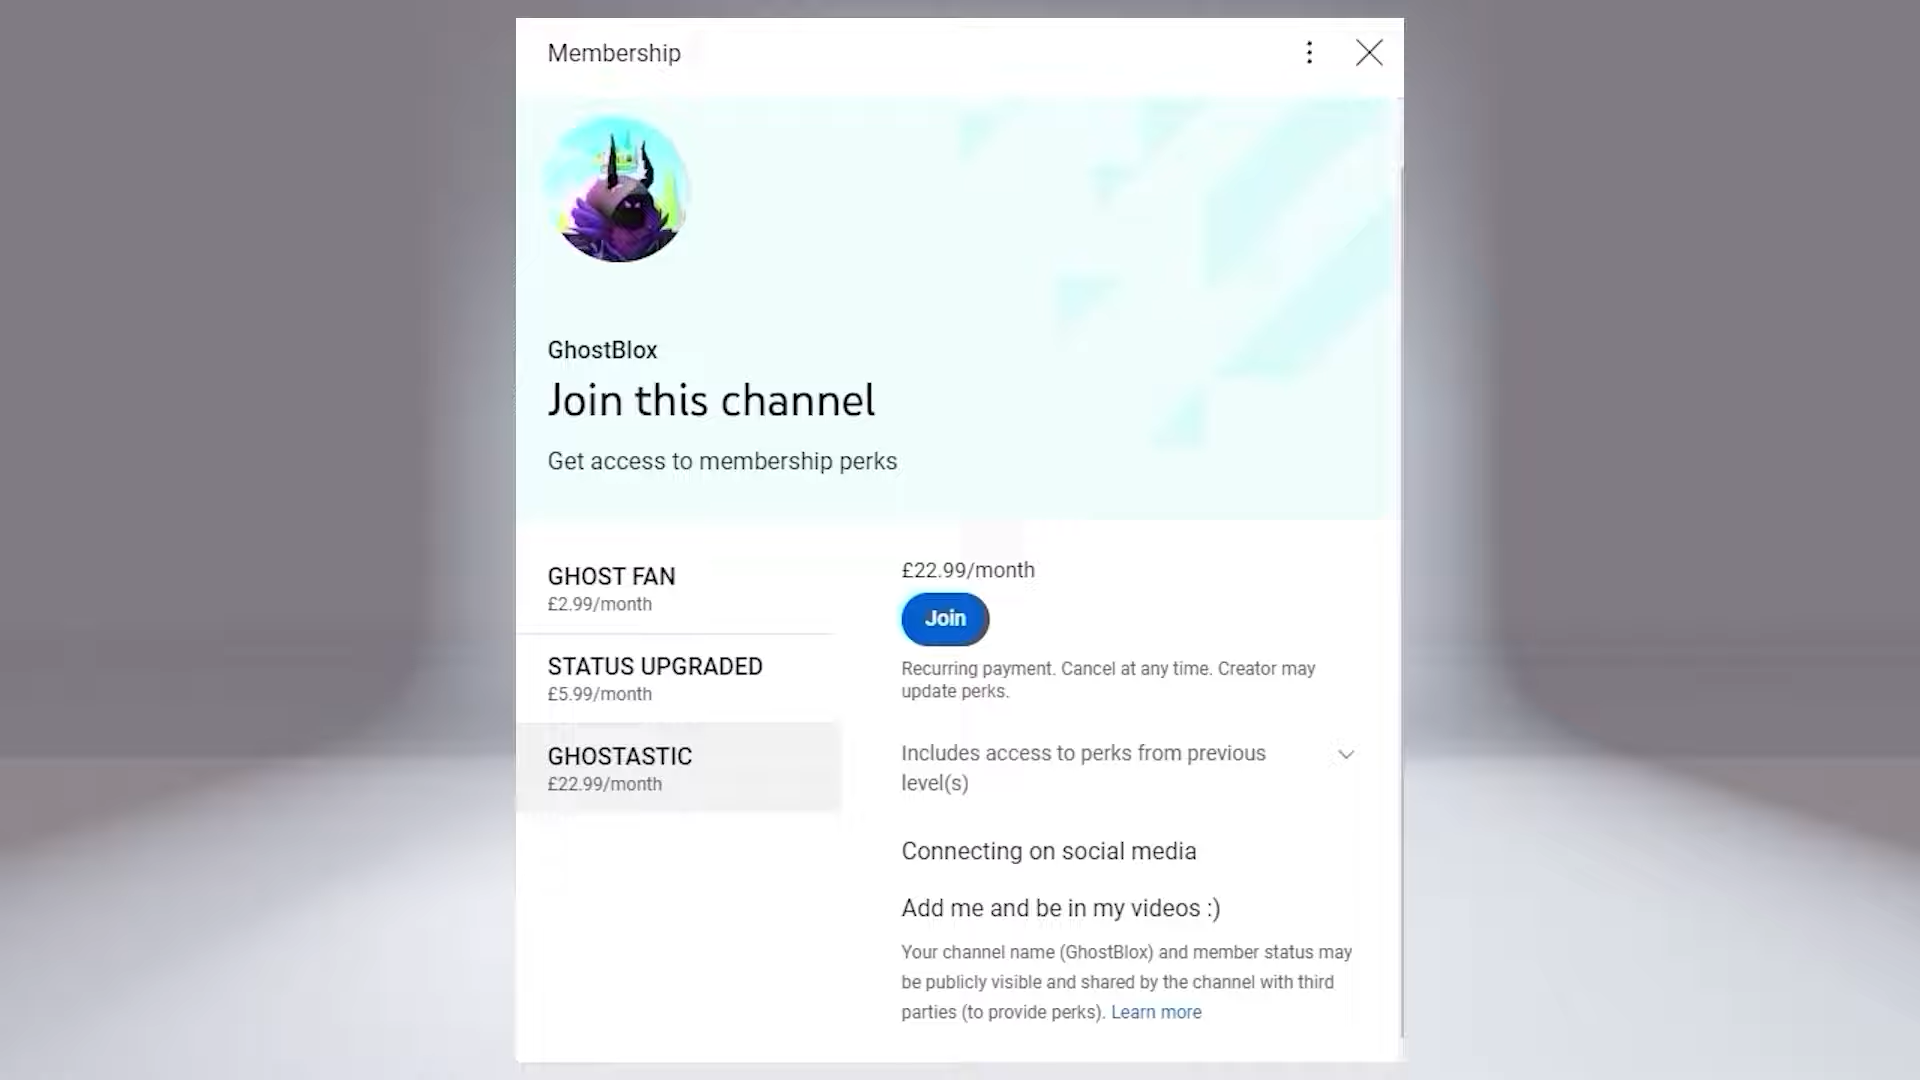 Membership
GhostBlox
Join this channel
Get access to membership perks
GHOST FAN
£2.99/month
STATUS UPGRADED
£5.99/month
GHOSTASTIC
£22.99/month
£22.99/month
Join
Recurring payment. Cancel at any time. Creator may
update perks.
Includes access to perks from previous
level(s)
Connecting on social media
Add me and be in my videos :)
Your channel name (GhostBlox) and member status may
be publicly visible and shared by the channel with third
parties (to provide perks). Learn more